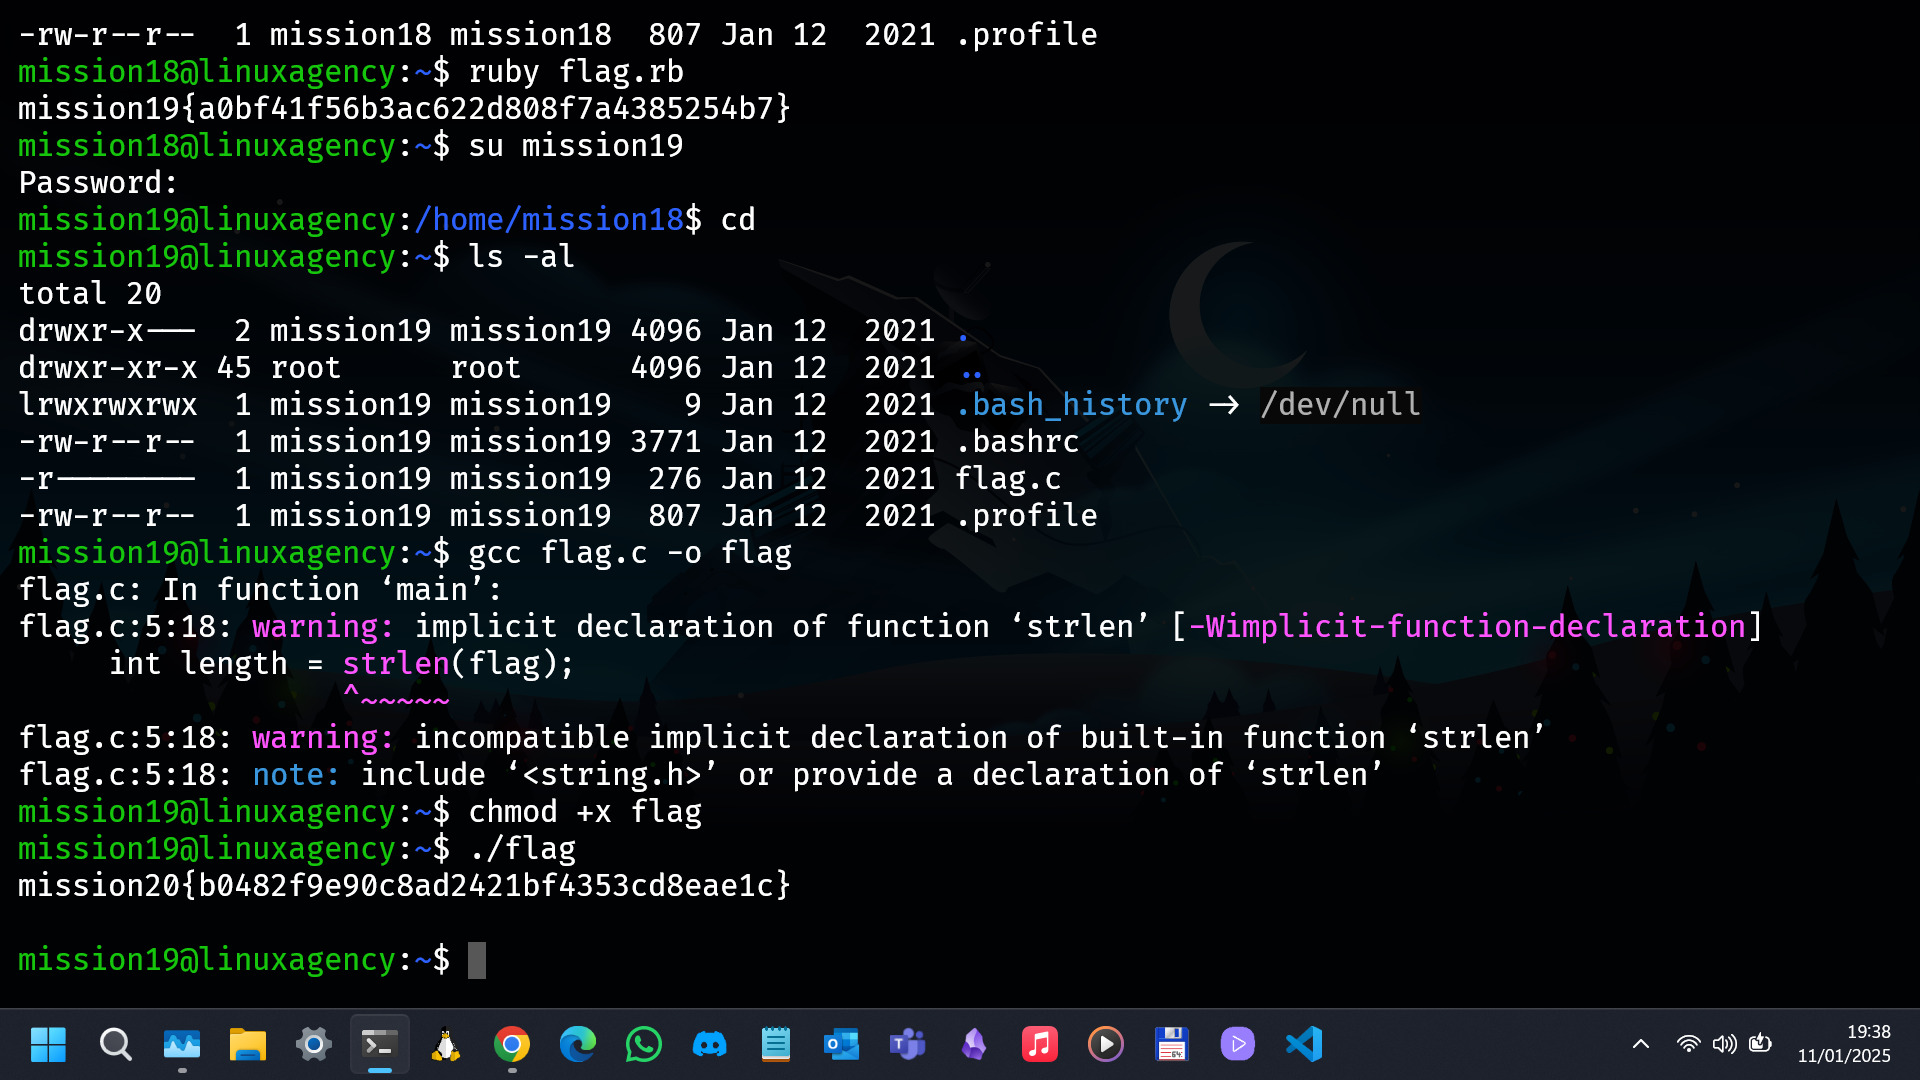 -rw-r--r--  1 mission18 mission18  807 Jan 12  2021 .profile
mission18@linuxagency:~$ ruby flag.rb
mission19{a0bf41f56b3ac622d808f7a4385254b7}
mission18@linuxagency:~$ su mission19
Password:
mission19@linuxagency:/home/mission18$ cd
mission19@linuxagency:~$ ls -al
total 20
drwxr-x---  2 mission19 mission19 4096 Jan 12  2021 .
drwxr-xr-x 45 root      root      4096 Jan 12  2021 ..
lrwxrwxrwx  1 mission19 mission19    9 Jan 12  2021 .bash_history -> /dev/null
-rw-r--r--  1 mission19 mission19 3771 Jan 12  2021 .bashrc
-r--------  1 mission19 mission19  276 Jan 12  2021 flag.c
-rw-r--r--  1 mission19 mission19  807 Jan 12  2021 .profile
mission19@linuxagency:~$ gcc flag.c -o flag
flag.c: In function ‘main’:
flag.c:5:18: warning: implicit declaration of function ‘strlen’ [-Wimplicit-function-declaration]
     int length = strlen(flag);
                  ^~~~~~
flag.c:5:18: warning: incompatible implicit declaration of built-in function ‘strlen’
flag.c:5:18: note: include ‘<string.h>’ or provide a declaration of ‘strlen’
mission19@linuxagency:~$ chmod +x flag
mission19@linuxagency:~$ ./flag
mission20{b0482f9e90c8ad2421bf4353cd8eae1c}
mission19@linuxagency:~$
19:38
11/01/2025